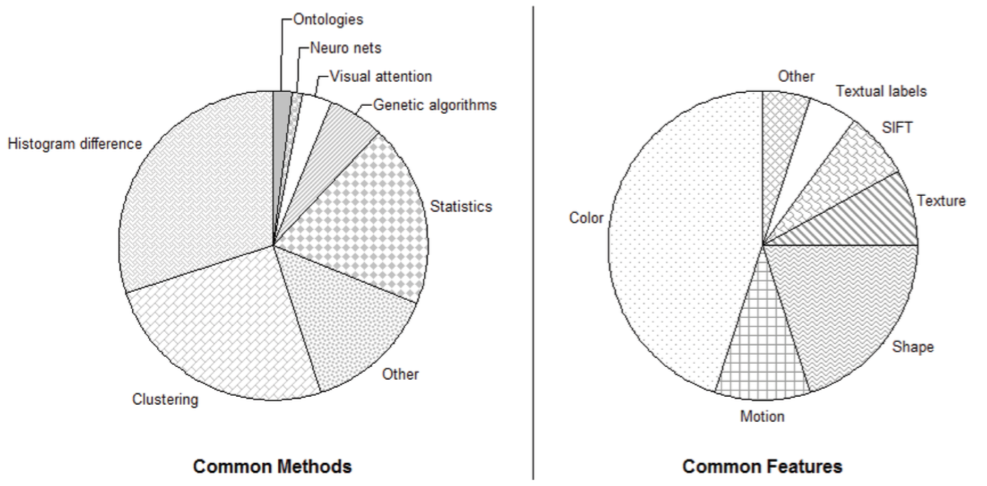 Ontologies
Neuro nets
Visual attention
Genetic algorithms
Histogram difference
Statistics
Other
Clustering
Common Methods
Other
Textual labels
SIFT
Texture
Color
Shape
Motion
Common Features